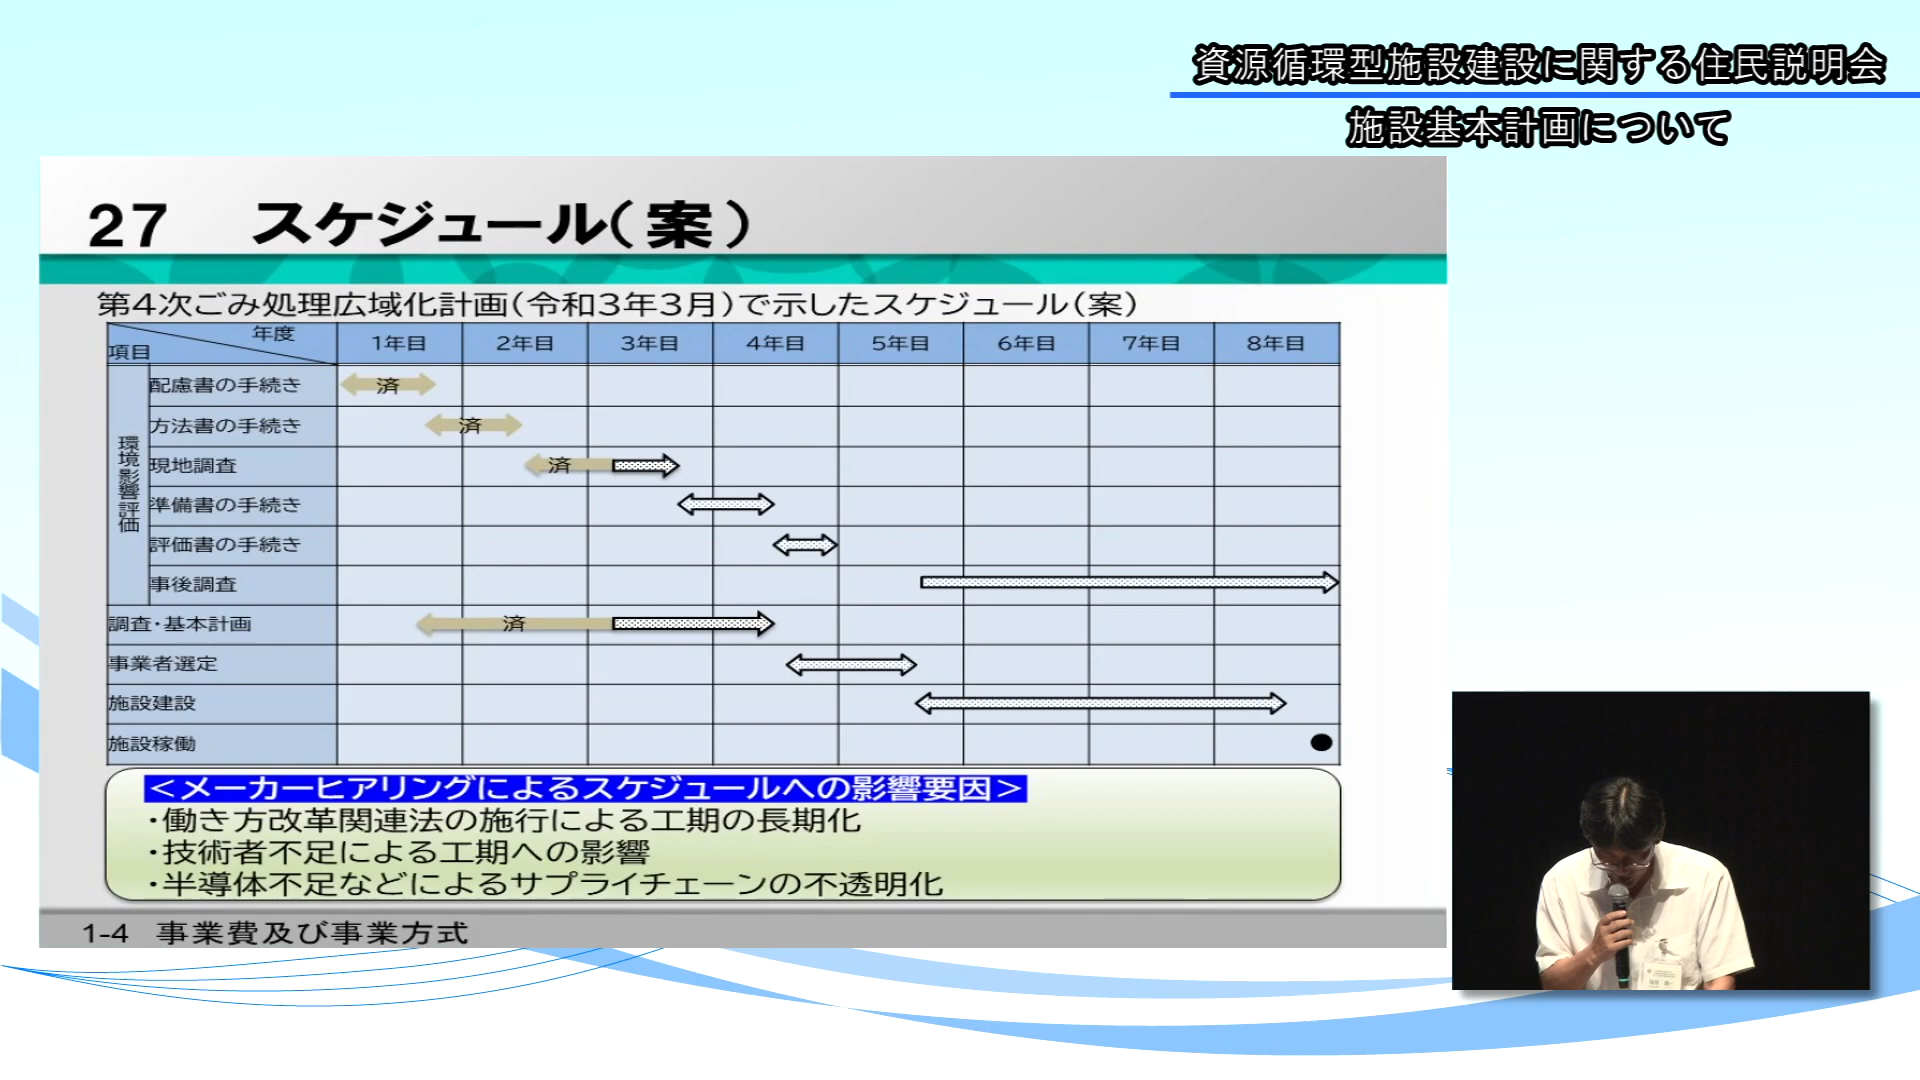 資源循環型施設建設に関する住民説明会
施設基本計画について
27 スケジュール(案)
第4次ごみ処理広域化計画(令和3年3月)で示したスケジュール(案)
年度
項目
1年目 2年目 3年目 4年目 5年目 6年目 7年目 8年目
環境影響評価
配慮書の手続き 済
方法書の手続き 済
現地調査 済
準備書の手続き
評価書の手続き
事後調査
調査・基本計画 済
事業者選定
施設建設
施設稼働 ●
<メーカーヒアリングによるスケジュールへの影響要因>
・働き方改革関連法の施行による工期の長期化
・技術者不足による工期への影響
・半導体不足などによるサプライチェーンの不透明化
1-4 事業費及び事業方式